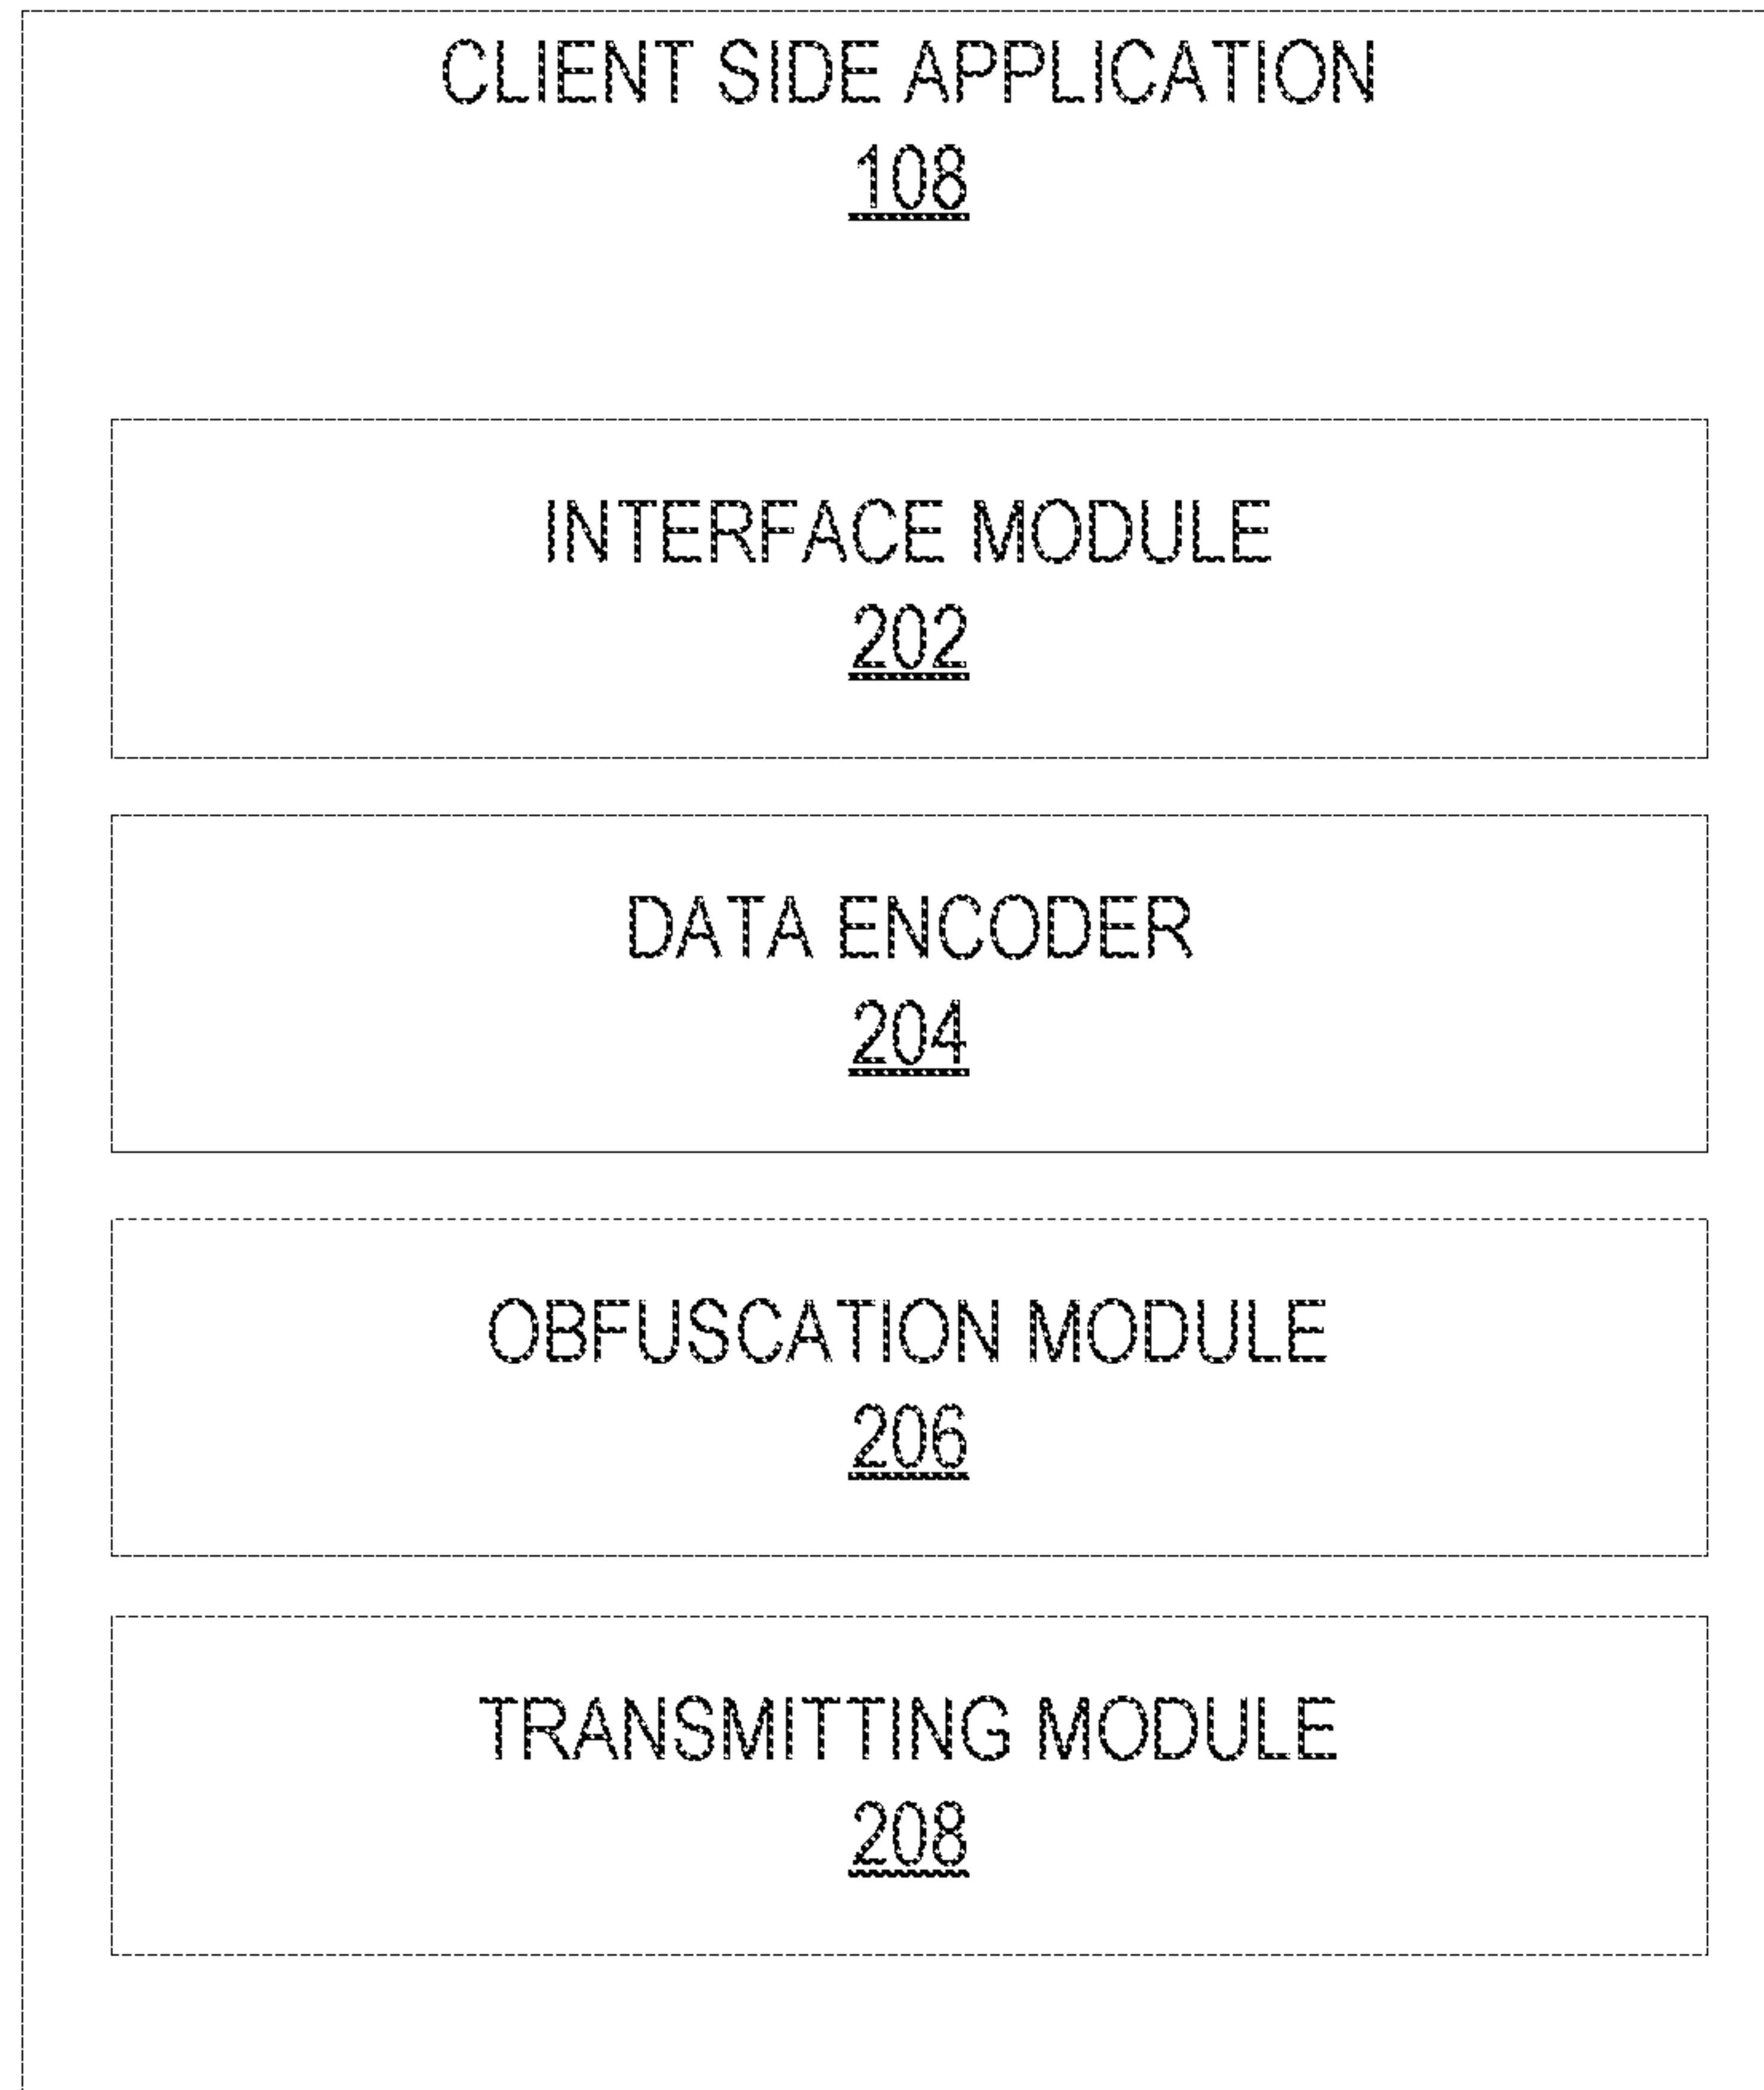 CLIENT SIDE APPLICATION
108
INTERFACE MODULE
202
DATA ENCODER
204
OBFUSCATION MODULE
206
TRANSMITTING MODULE
208